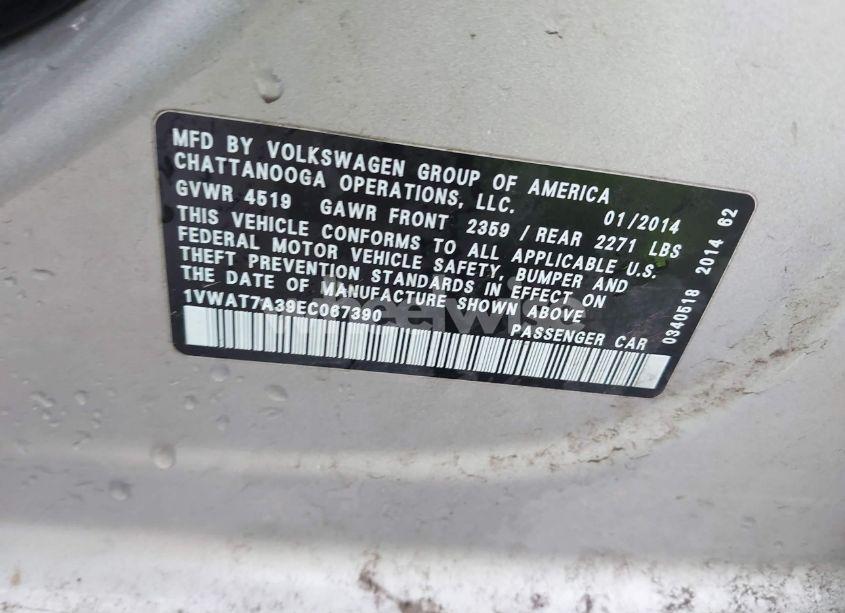 MFD BY VOLKSWAGEN GROUP OF AMERICA
CHATTANOOGA OPERATIONS, LLC.
GVWR 4519 GAWR FRONT 2359 / REAR 2271 LBS 01/2014
THIS VEHICLE CONFORMS TO ALL APPLICABLE U.S.
FEDERAL MOTOR VEHICLE SAFETY, BUMPER AND
THEFT PREVENTION STANDARDS IN EFFECT ON
THE DATE OF MANUFACTURE SHOWN ABOVE
1VWAT7A39EC067390 PASSENGER CAR
0340518 2014 62